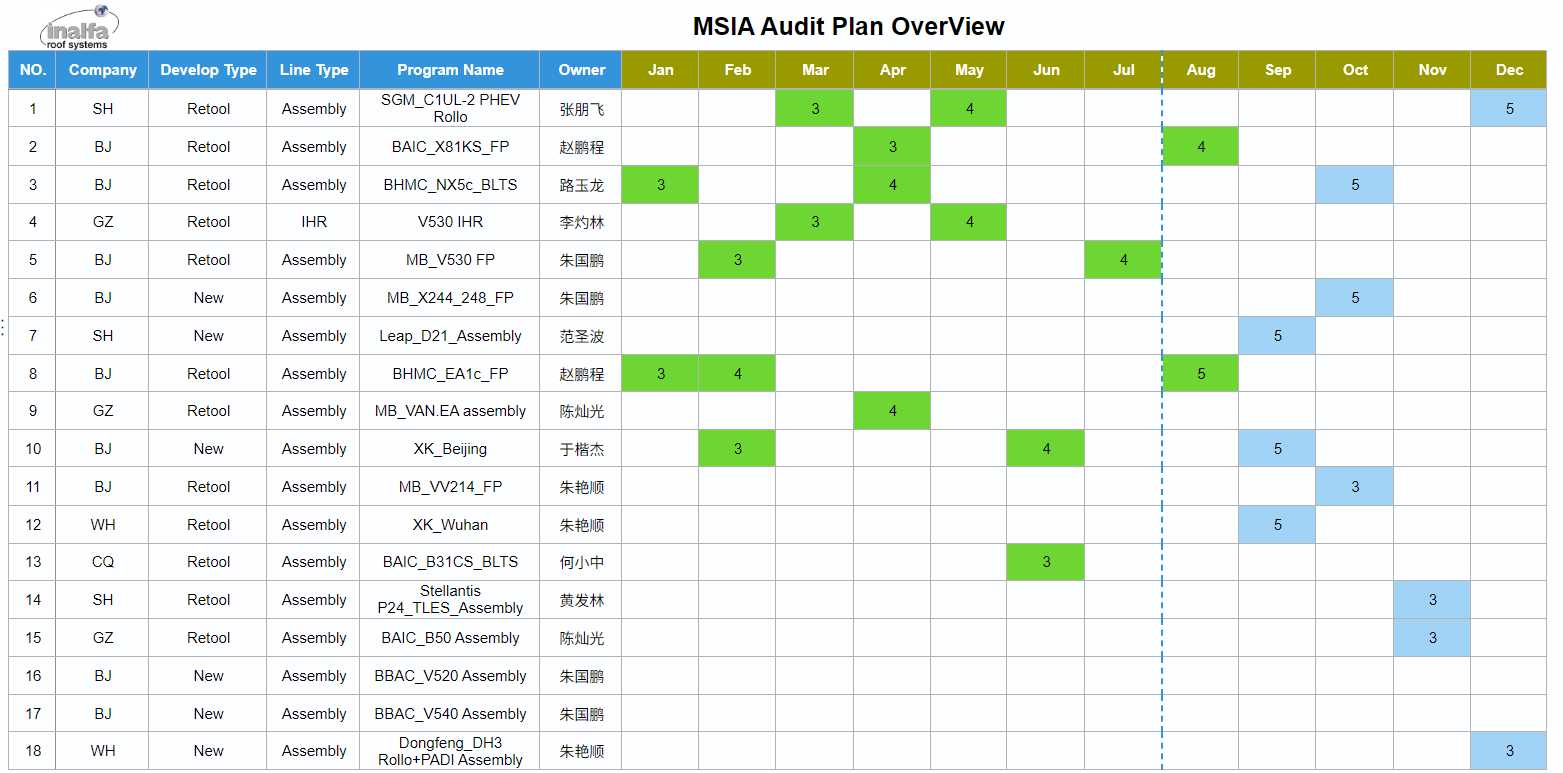 inalfa
roof systems
MSIA Audit Plan OverView
NO. Company Develop Type Line Type Program Name Owner Jan Feb Mar Apr May Jun Jul Aug Sep Oct Nov Dec
1 SH Retool Assembly SGM_C1UL-2 PHEV Rollo 张朋飞 3 4 5
2 BJ Retool Assembly BAIC_X81KS_FP 赵鹏程 3 4
3 BJ Retool Assembly BHMC_NX5c_BLTS 路玉龙 3 4 5
4 GZ Retool IHR V530 IHR 李灼林 3 4
5 BJ Retool Assembly MB_V530 FP 朱国鹏 3 4
6 BJ New Assembly MB_X244_248_FP 朱国鹏 5
7 SH New Assembly Leap_D21_Assembly 范圣波 5
8 BJ Retool Assembly BHMC_EA1c_FP 赵鹏程 3 4 5
9 GZ Retool Assembly MB_VAN.EA assembly 陈灿光 4
10 BJ New Assembly XK_Beijing 于楷杰 3 4 5
11 BJ Retool Assembly MB_VV214_FP 朱艳顺 3
12 WH Retool Assembly XK_Wuhan 朱艳顺 5
13 CQ Retool Assembly BAIC_B31CS_BLTS 何小中 3
14 SH Retool Assembly Stellantis P24_TLES_Assembly 黄发林 3
15 GZ Retool Assembly BAIC_B50 Assembly 陈灿光 3
16 BJ New Assembly BBAC_V520 Assembly 朱国鹏
17 BJ New Assembly BBAC_V540 Assembly 朱国鹏
18 WH New Assembly Dongfeng_DH3 Rollo+PADI Assembly 朱艳顺 3